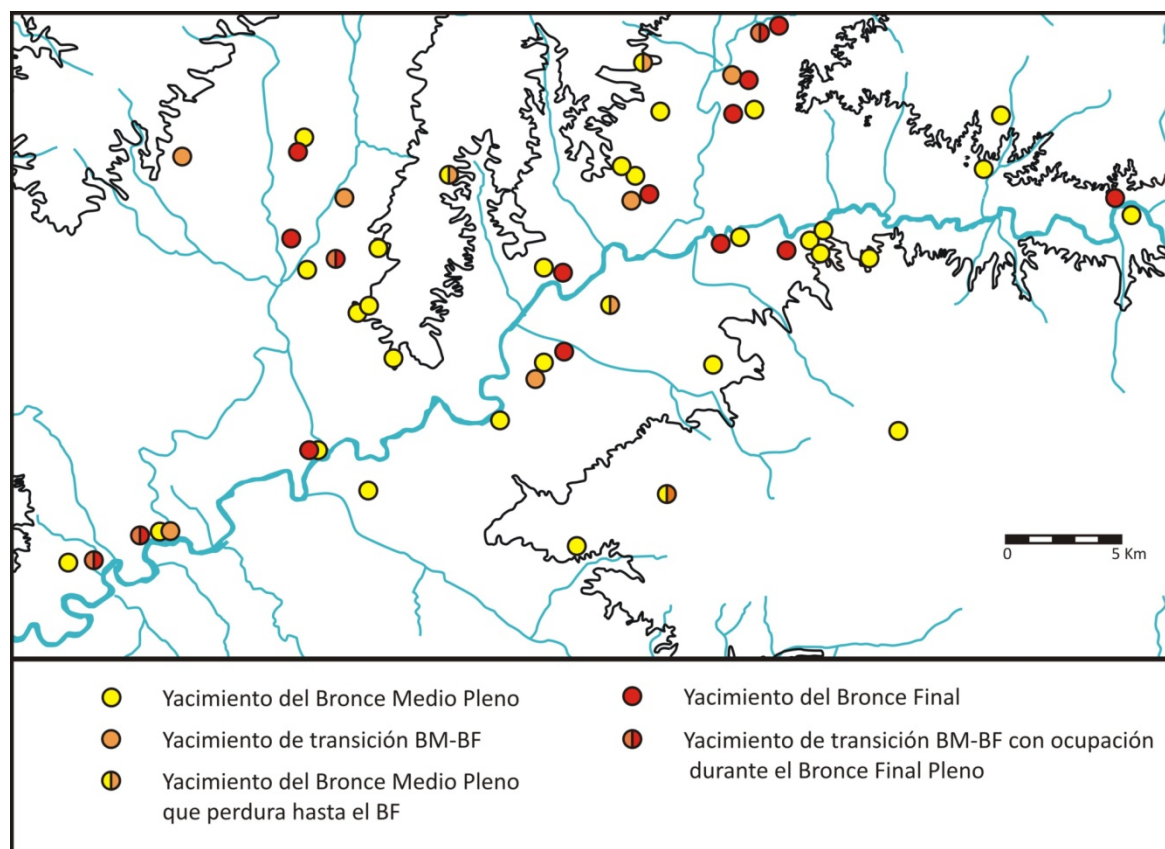 0 5 Km
Yacimiento del Bronce Medio Pleno
Yacimiento de transición BM-BF
Yacimiento del Bronce Medio Pleno
que perdura hasta el BF
Yacimiento del Bronce Final
Yacimiento de transición BM-BF con ocupación
durante el Bronce Final Pleno